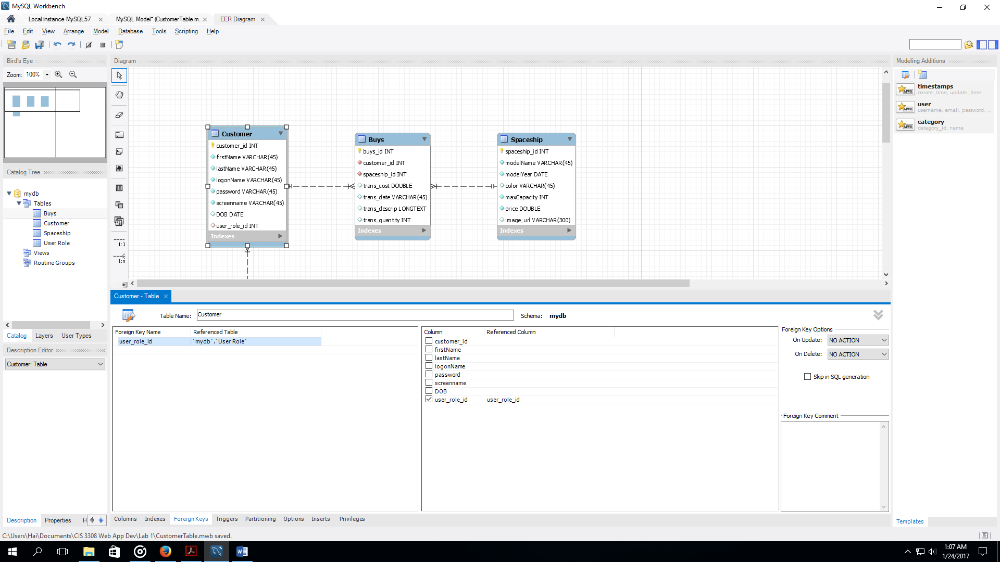 MySQL Workbench
Local instance MySQL57
MySQL Model* (CustomerTable.m...
EER Diagram
File Edit View Arrange Model Database Tools Scripting Help
Bird's Eye
Zoom: 100%
Catalog Tree
mydb
Tables
Buys
Customer
Spaceship
User Role
Views
Routine Groups
Catalog Layers User Types
Description Editor
Customer: Table
Description Properties H
Diagram
1:1
1:n
Customer
customer_id INT
firstName VARCHAR(45)
lastName VARCHAR(45)
logonName VARCHAR(45)
password VARCHAR(45)
screenname VARCHAR(45)
DOB DATE
user_role_id INT
Indexes
Buys
buys_id INT
customer_id INT
spaceship_id INT
trans_cost DOUBLE
trans_date VARCHAR(45)
trans_descrip LONGTEXT
trans_quantity INT
Indexes
Spaceship
spaceship_id INT
modelName VARCHAR(45)
modelYear DATE
color VARCHAR(45)
maxCapacity INT
price DOUBLE
image_url VARCHAR(300)
Indexes
Modeling Additions
MWB
timestamps
create_time, update_time
MWB
user
username, email, password, ...
MWB
category
category_id, name
Templates
Customer - Table
Table Name: Customer
Schema: mydb
Foreign Key Name Referenced Table
user_role_id `mydb`.`User Role`
Column Referenced Column
customer_id
firstName
lastName
logonName
password
screenname
DOB
user_role_id user_role_id
Foreign Key Options
On Update: NO ACTION
On Delete: NO ACTION
Skip in SQL generation
Foreign Key Comment
Columns Indexes Foreign Keys Triggers Partitioning Options Inserts Privileges
C:\Users\Hai\Documents\CIS 3308 Web App Dev\Lab 1\CustomerTable.mwb saved.
1:07 AM
1/24/2017